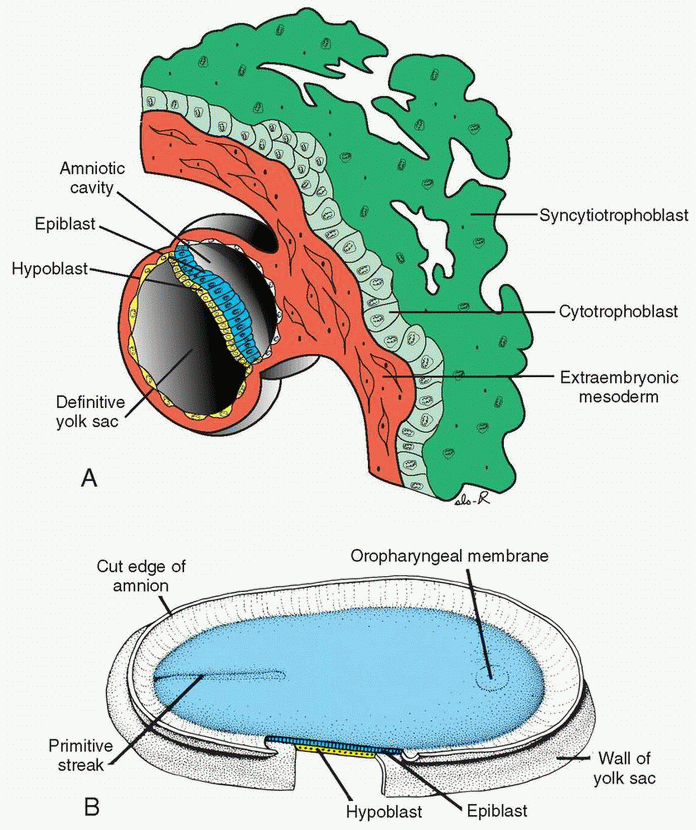 Amniotic
cavity
Epiblast
Hypoblast
Syncytiotrophoblast
Cytotrophoblast
Extraembryonic
mesoderm
Definitive
yolk sac
A
sls-R
Oropharyngeal membrane
Cut edge of
amnion
Primitive
streak
Wall of
yolk sac
B
Hypoblast
Epiblast